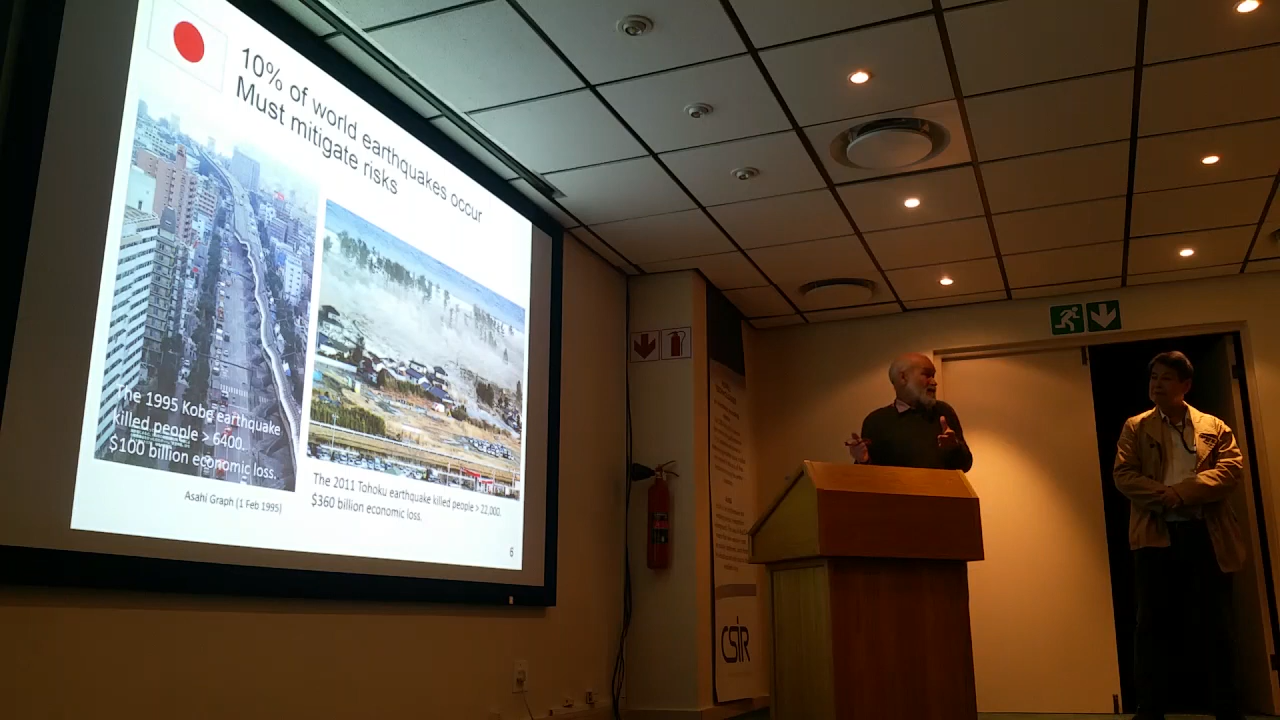 10% of world earthquakes occur
Must mitigate risks
The 1995 Kobe earthquake
killed people > 6400.
$100 billion economic loss.
Asahi Graph (1 Feb 1995)
The 2011 Tohoku earthquake killed people > 22,000.
$360 billion economic loss.
6
CSIR